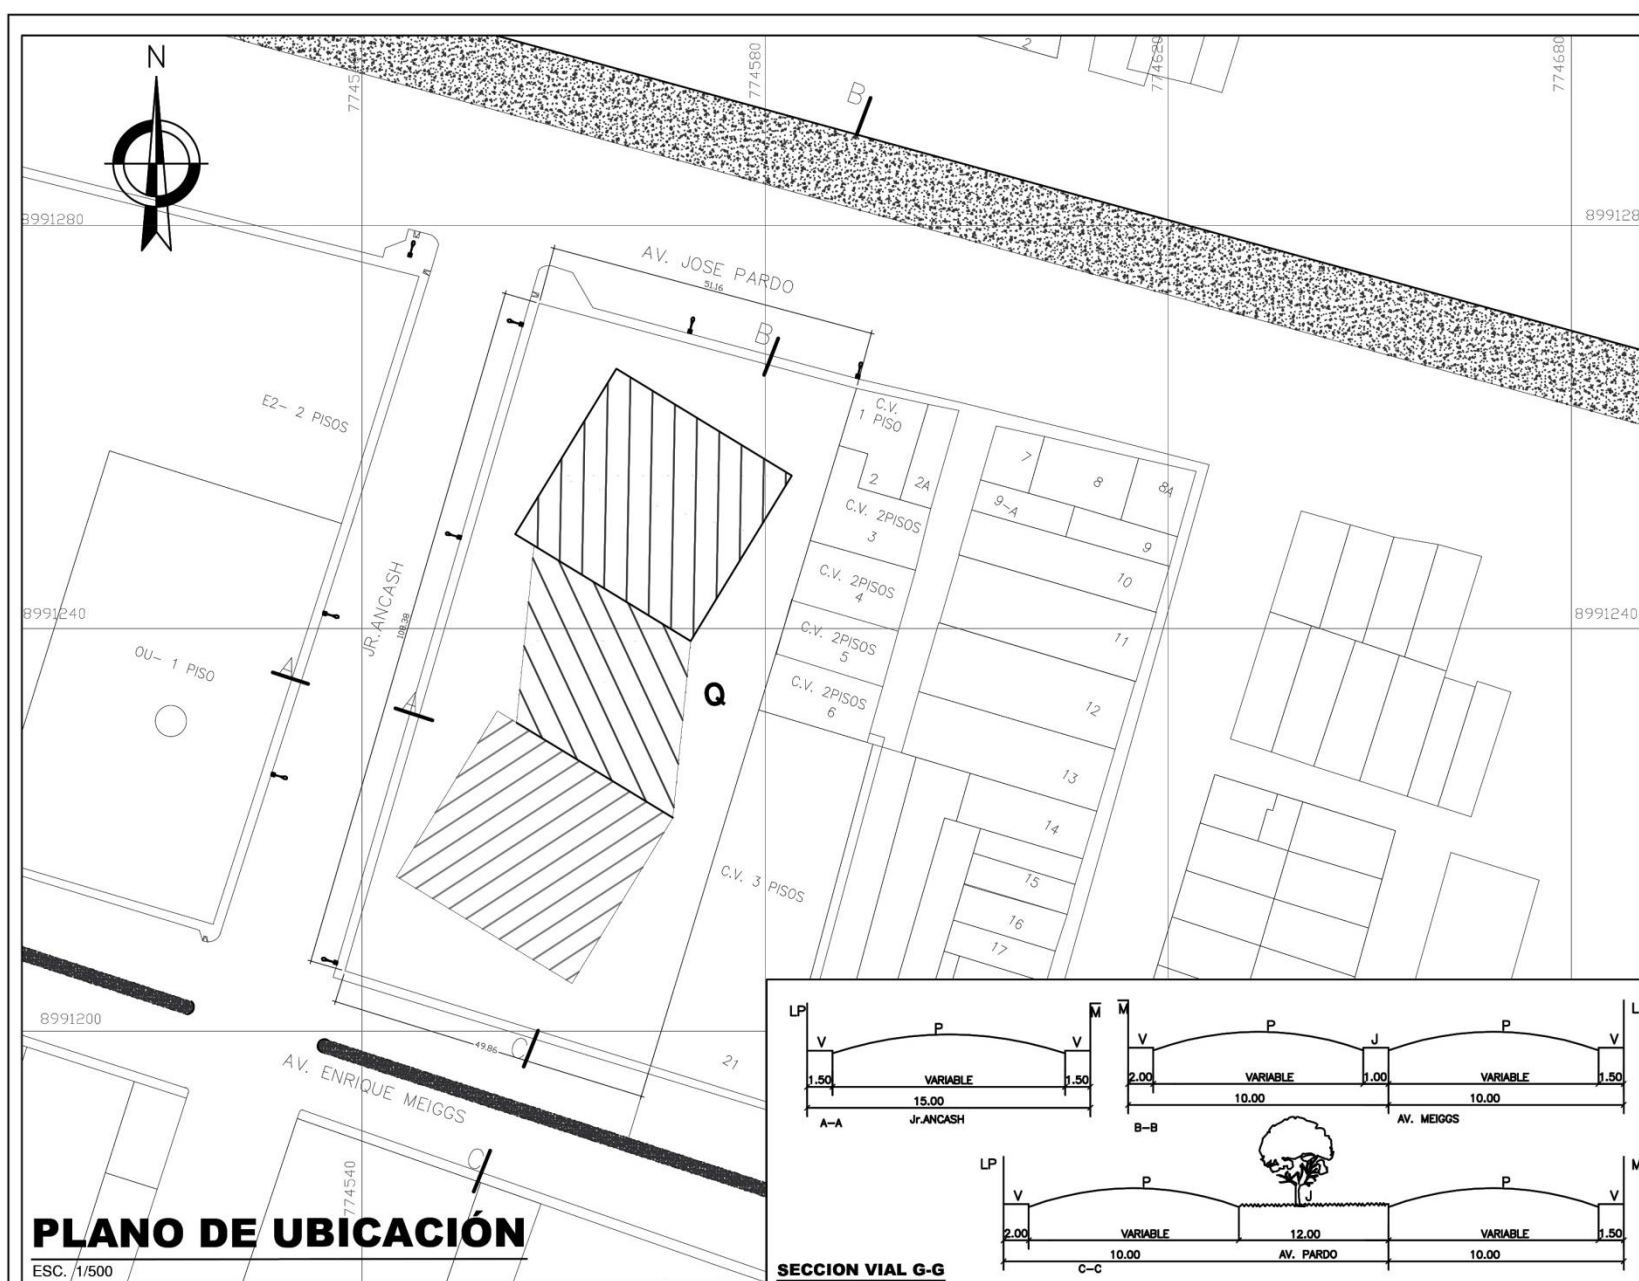 N
774580
774620
774680
2
B
8991280
AV. JOSE PARDO
51.16
B
E2- 2 PISOS
C.V.
1 PISO
2
2A
C.V. 2PISOS
3
C.V. 2PISOS
4
C.V. 2PISOS
5
C.V. 2PISOS
6
7
8
8A
9-A
9
10
11
12
13
14
15
16
17
8991240
8991240
JR.ANCASH
108.38
OU- 1 PISO
A
A
Q
C.V. 3 PISOS
8991200
49.86
C
21
AV. ENRIQUE MEIGGS
C
774540
PLANO DE UBICACIÓN
ESC. 1/500
LP
V
P
V
M
1.50
VARIABLE
1.50
15.00
A-A
Jr.ANCASH
M
V
P
J
P
V
2.00
VARIABLE
1.00
VARIABLE
1.50
10.00
10.00
B-B
AV. MEIGGS
LP
V
P
J
P
V
M
2.00
VARIABLE
12.00
VARIABLE
1.50
10.00
AV. PARDO
10.00
C-C
SECCION VIAL G-G